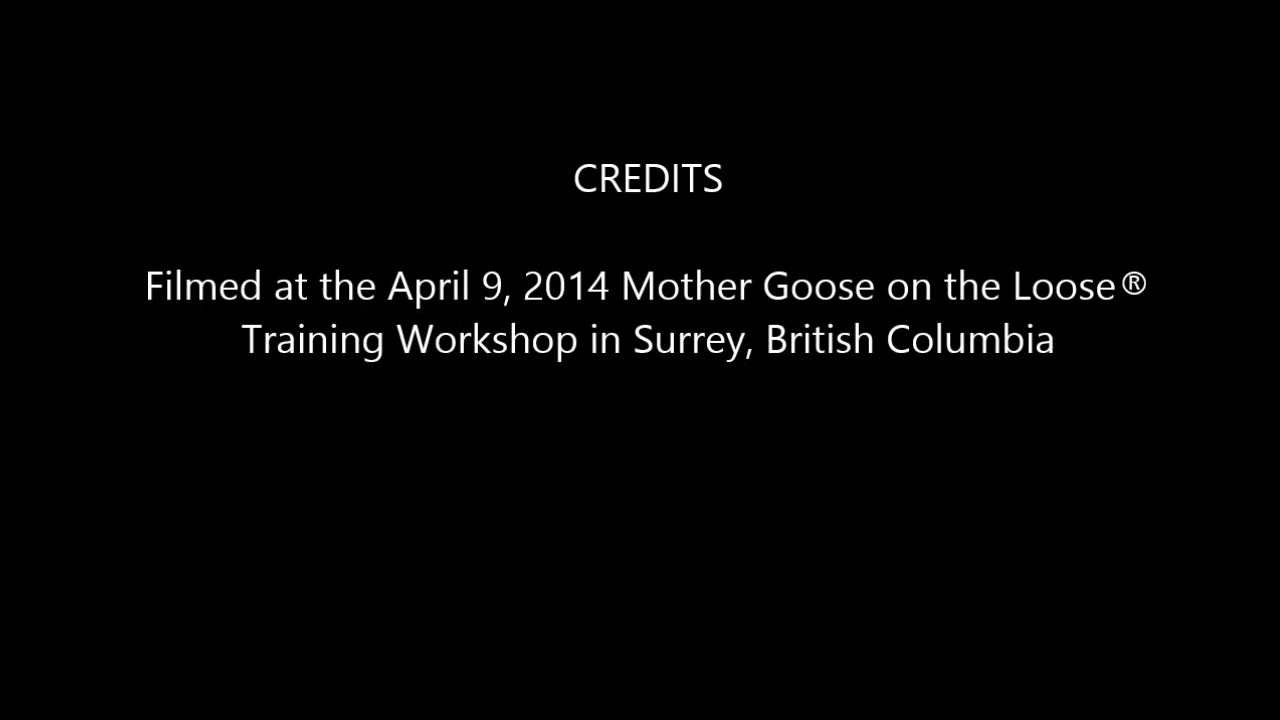 CREDITS
Filmed at the April 9, 2014 Mother Goose on the Loose®
Training Workshop in Surrey, British Columbia